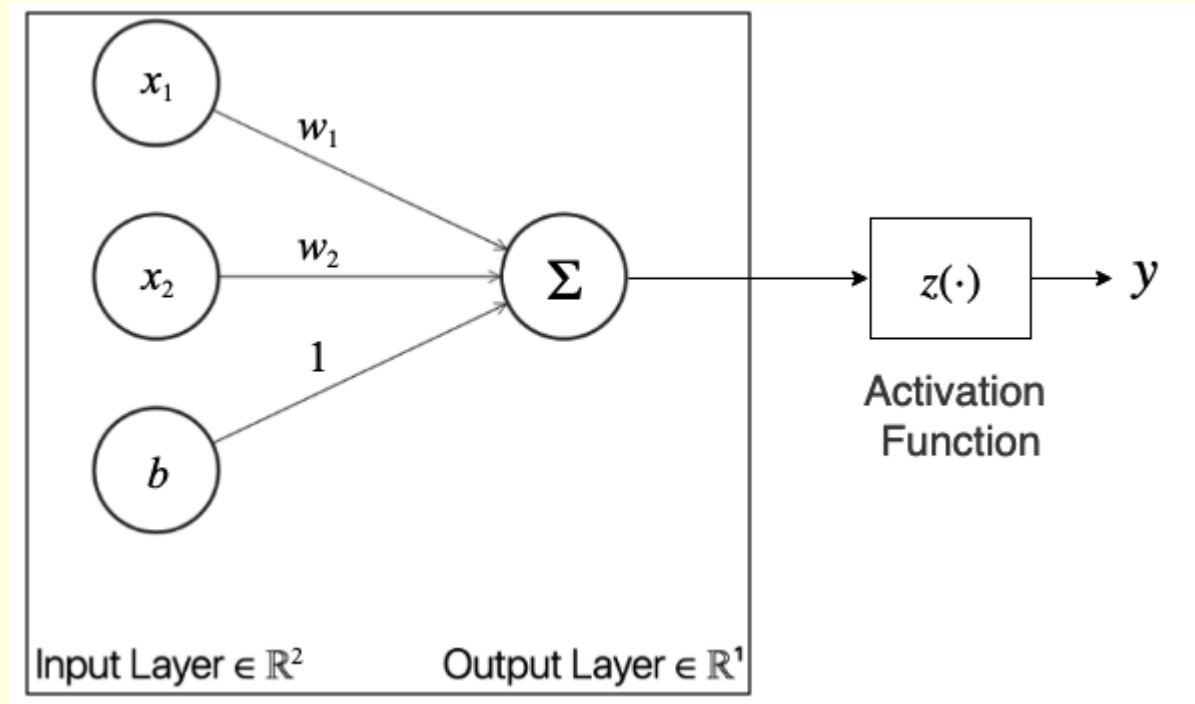 x₁
w₁
x₂
w₂
Σ
z(·)
y
1
b
Activation
Function
Input Layer ∈ ℝ²
Output Layer ∈ ℝ¹